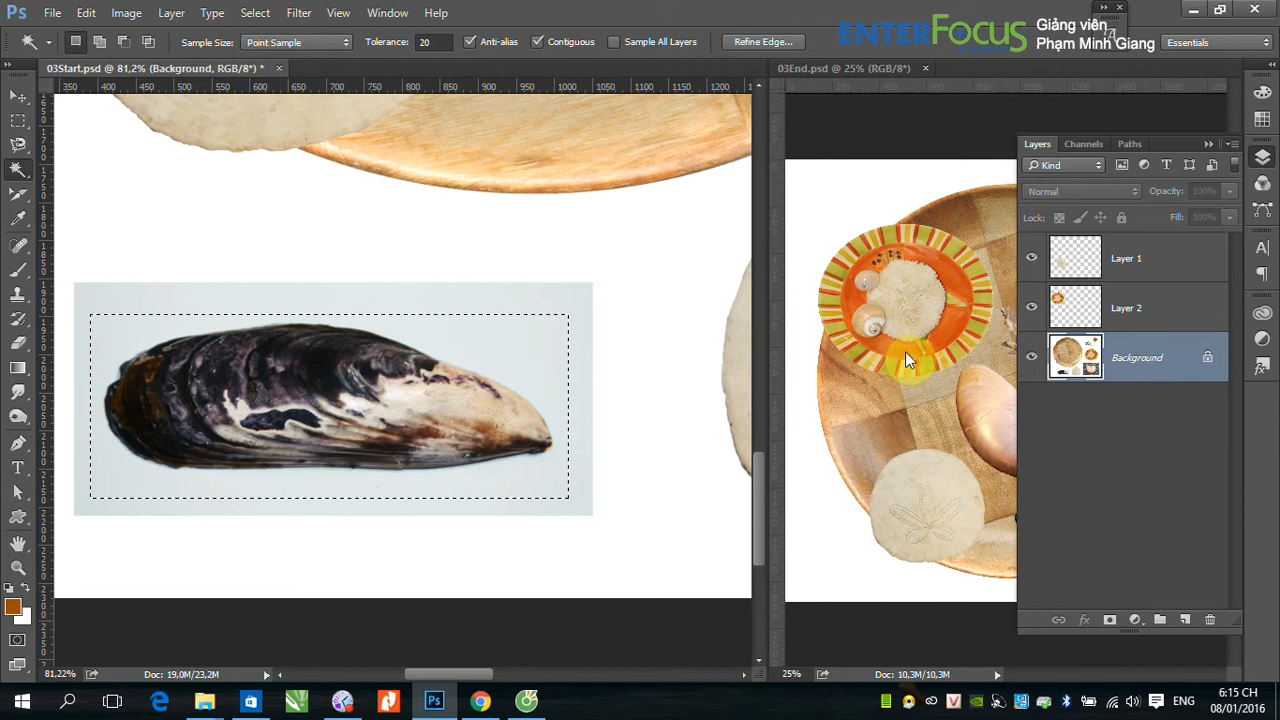 Ps File Edit Image Layer Type Select Filter View Window Help
ENTERFOCUS Giảng viên
Phạm Minh Giang
Sample Size: Point Sample Tolerance: 20 Anti-alias Contiguous Sample All Layers Refine Edge... Essentials
03Start.psd @ 81,2% (Background, RGB/8*) * 03End.psd @ 25% (RGB/8*)
350 400 450 500 550 600 650 700 750 800 850 900 950 1000 1050 1100 1150 1200
Layers Channels Paths
Kind
Normal Opacity: 100%
Lock: Fill: 100%
Layer 1
Layer 2
Background
fx
81,22% Doc: 19,0M/23,2M 25% Doc: 10,3M/10,3M
ENG 6:15 CH
08/01/2016